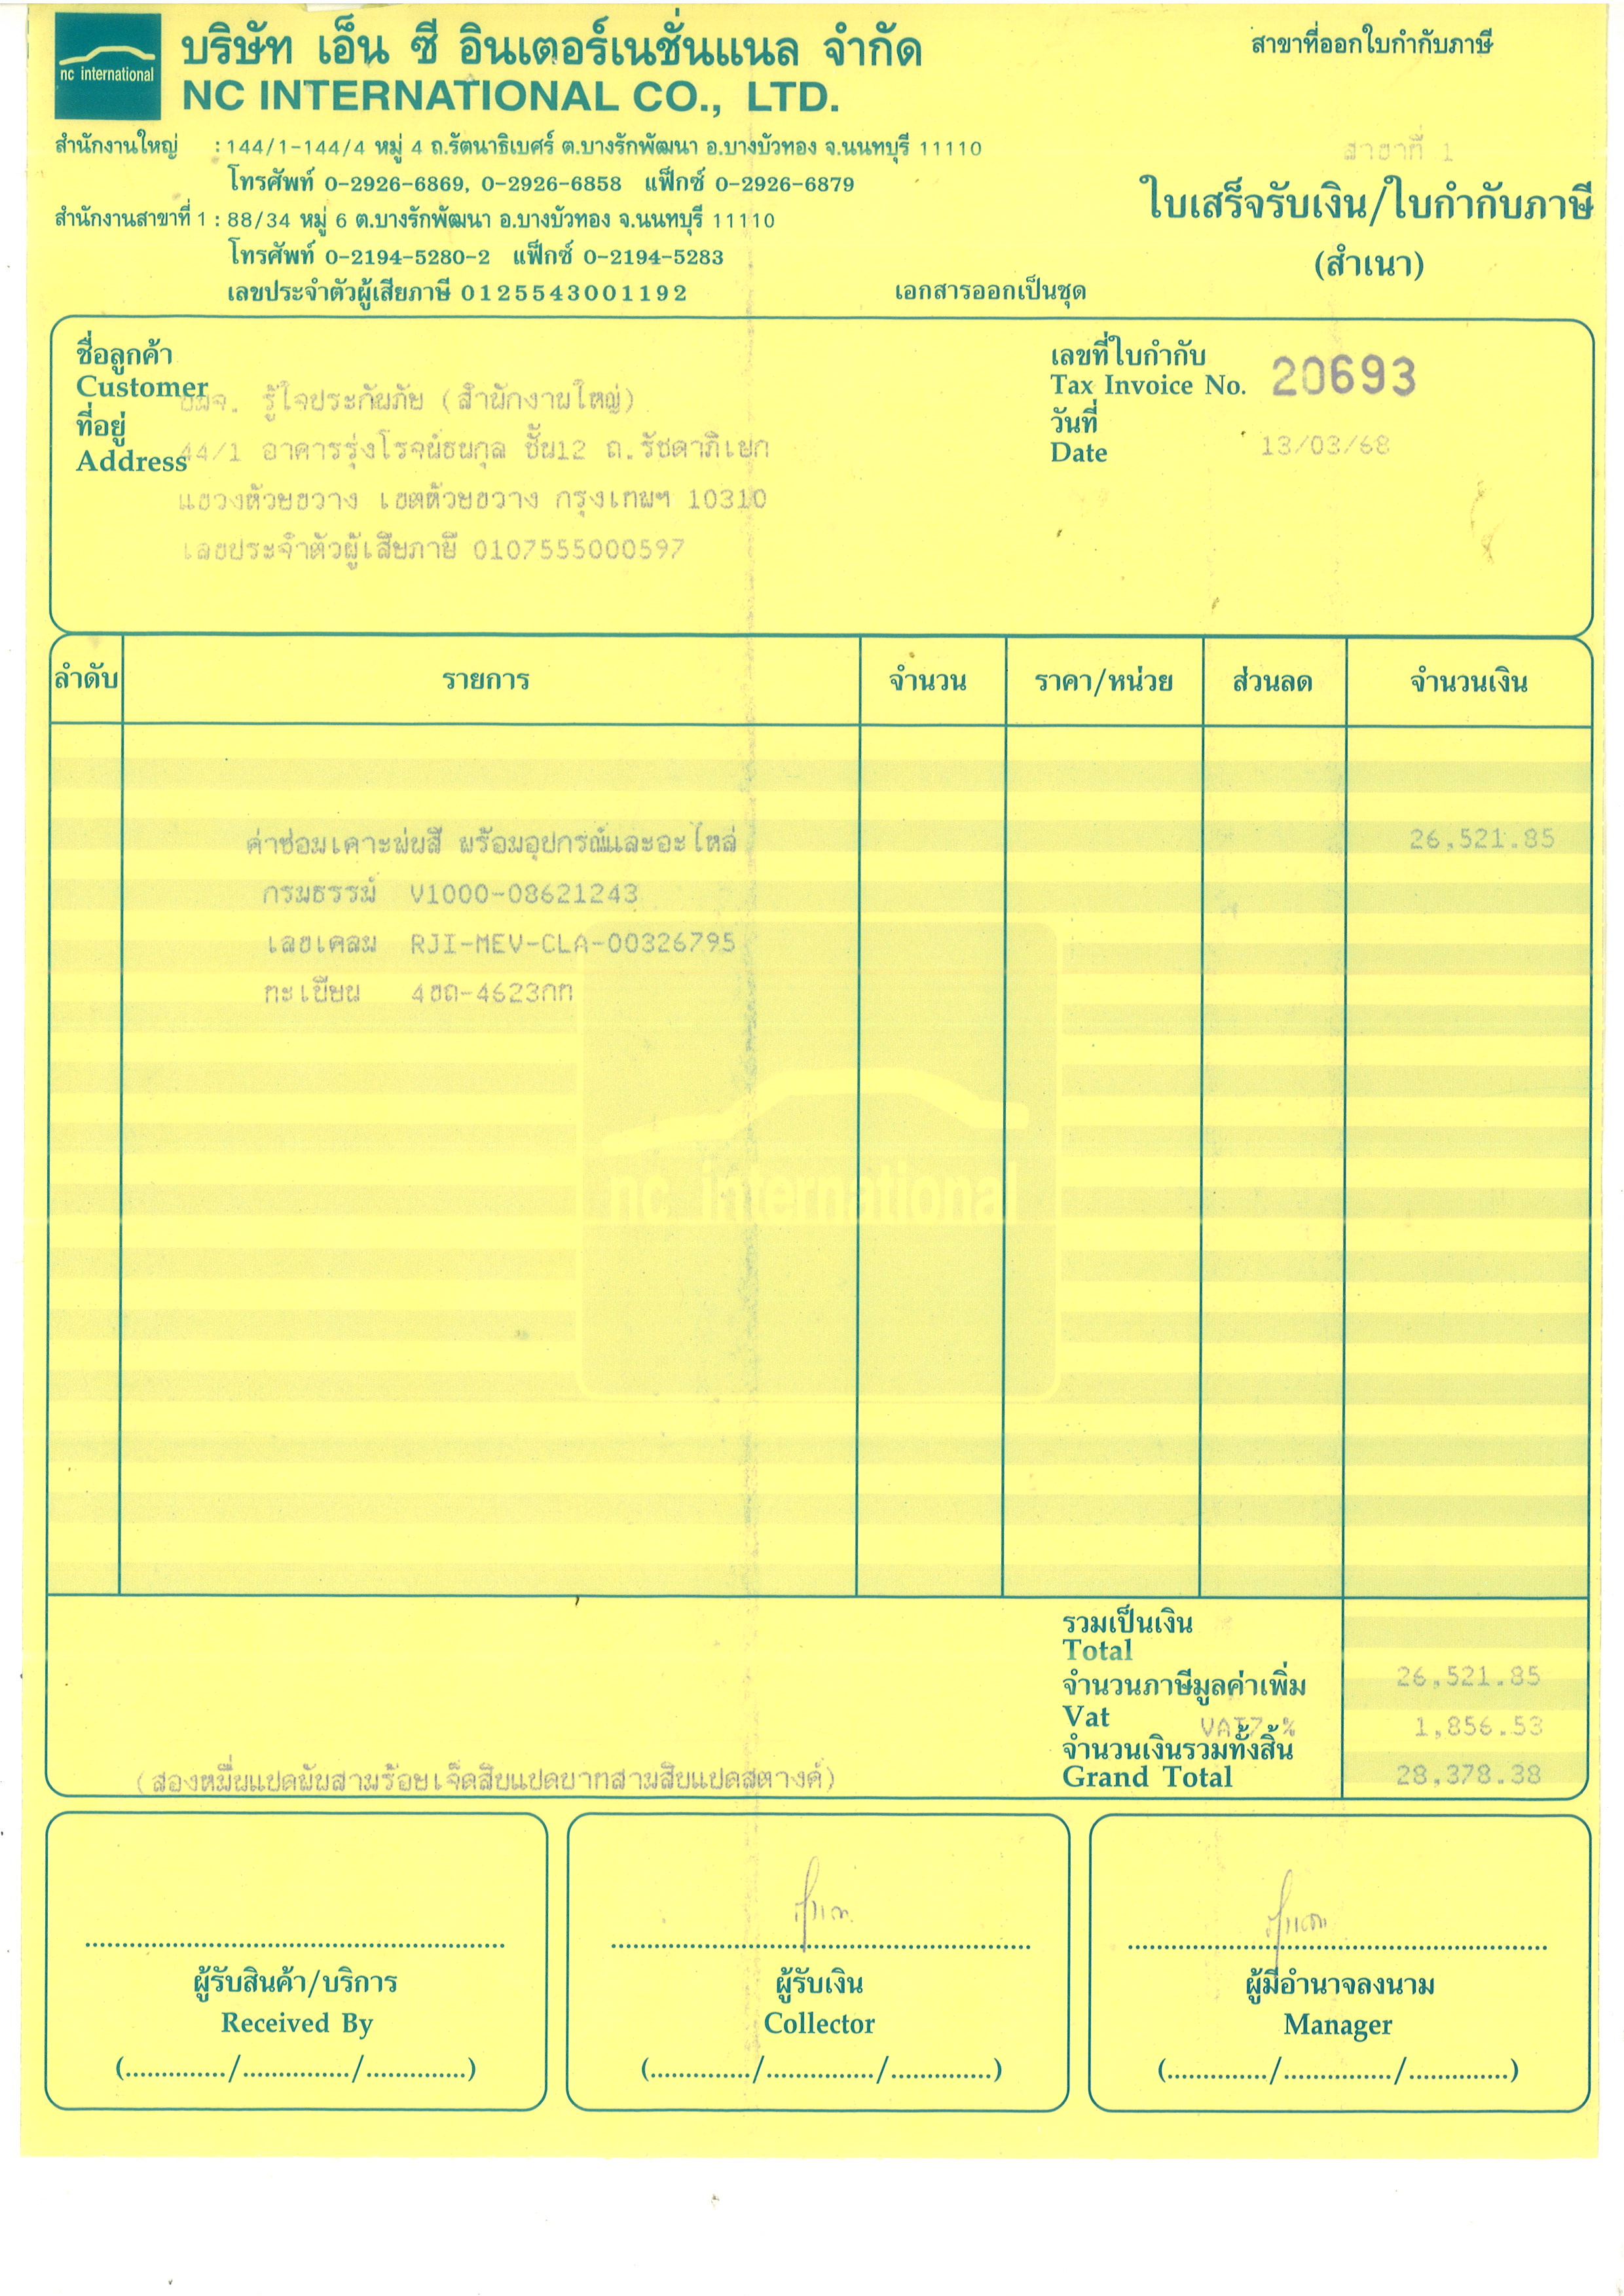 nc international
บริษัท เอ็น ซี อินเตอร์เนชั่นแนล จำกัด
NC INTERNATIONAL CO., LTD.
สาขาที่ออกใบกำกับภาษี
สำนักงานใหญ่ : 144/1-144/4 หมู่ 4 ถ.รัตนาธิเบศร์ ต.บางรักพัฒนา อ.บางบัวทอง จ.นนทบุรี 11110
สาขาที่ 1
โทรศัพท์ 0-2926-6869, 0-2926-6858 แฟ็กซ์ 0-2926-6879
ใบเสร็จรับเงิน/ใบกำกับภาษี
สำนักงานสาขาที่ 1 : 88/34 หมู่ 6 ต.บางรักพัฒนา อ.บางบัวทอง จ.นนทบุรี 11110
โทรศัพท์ 0-2194-5280-2 แฟ็กซ์ 0-2194-5283
(สำเนา)
เลขประจำตัวผู้เสียภาษี 0125543001192
เอกสารออกเป็นชุด
ชื่อลูกค้า
Customer บมจ. รู้ใจประกันภัย (สำนักงานใหญ่)
ที่อยู่
Address 44/1 อาคารรุ่งโรจน์ธนกุล ชั้น12 ถ.รัชดาภิเษก
แขวงห้วยขวาง เขตห้วยขวาง กรุงเทพฯ 10310
เลขประจำตัวผู้เสียภาษี 0107555000597
เลขที่ใบกำกับ
Tax Invoice No. 20693
วันที่
Date 13/03/68
ลำดับ รายการ จำนวน ราคา/หน่วย ส่วนลด จำนวนเงิน
ค่าซ่อมเคาะพ่นสี พร้อมอุปกรณ์และอะไหล่ 26,521.85
กรมธรรม์ V1000-08621243
เลขเคลม RJI-MEV-CLA-00326795
ทะเบียน 4ขถ-4623กท
nc international
รวมเป็นเงิน
Total
จำนวนภาษีมูลค่าเพิ่ม 26,521.85
Vat VAT7 % 1,856.53
จำนวนเงินรวมทั้งสิ้น
(สองหมื่นแปดพันสามร้อยเจ็ดสิบแปดบาทสามสิบแปดสตางค์) Grand Total 28,378.38
ผู้รับสินค้า/บริการ
Received By
(............../.............../..............)
ผู้รับเงิน
Collector
(............../.............../..............)
ผู้มีอำนาจลงนาม
Manager
(............../.............../..............)